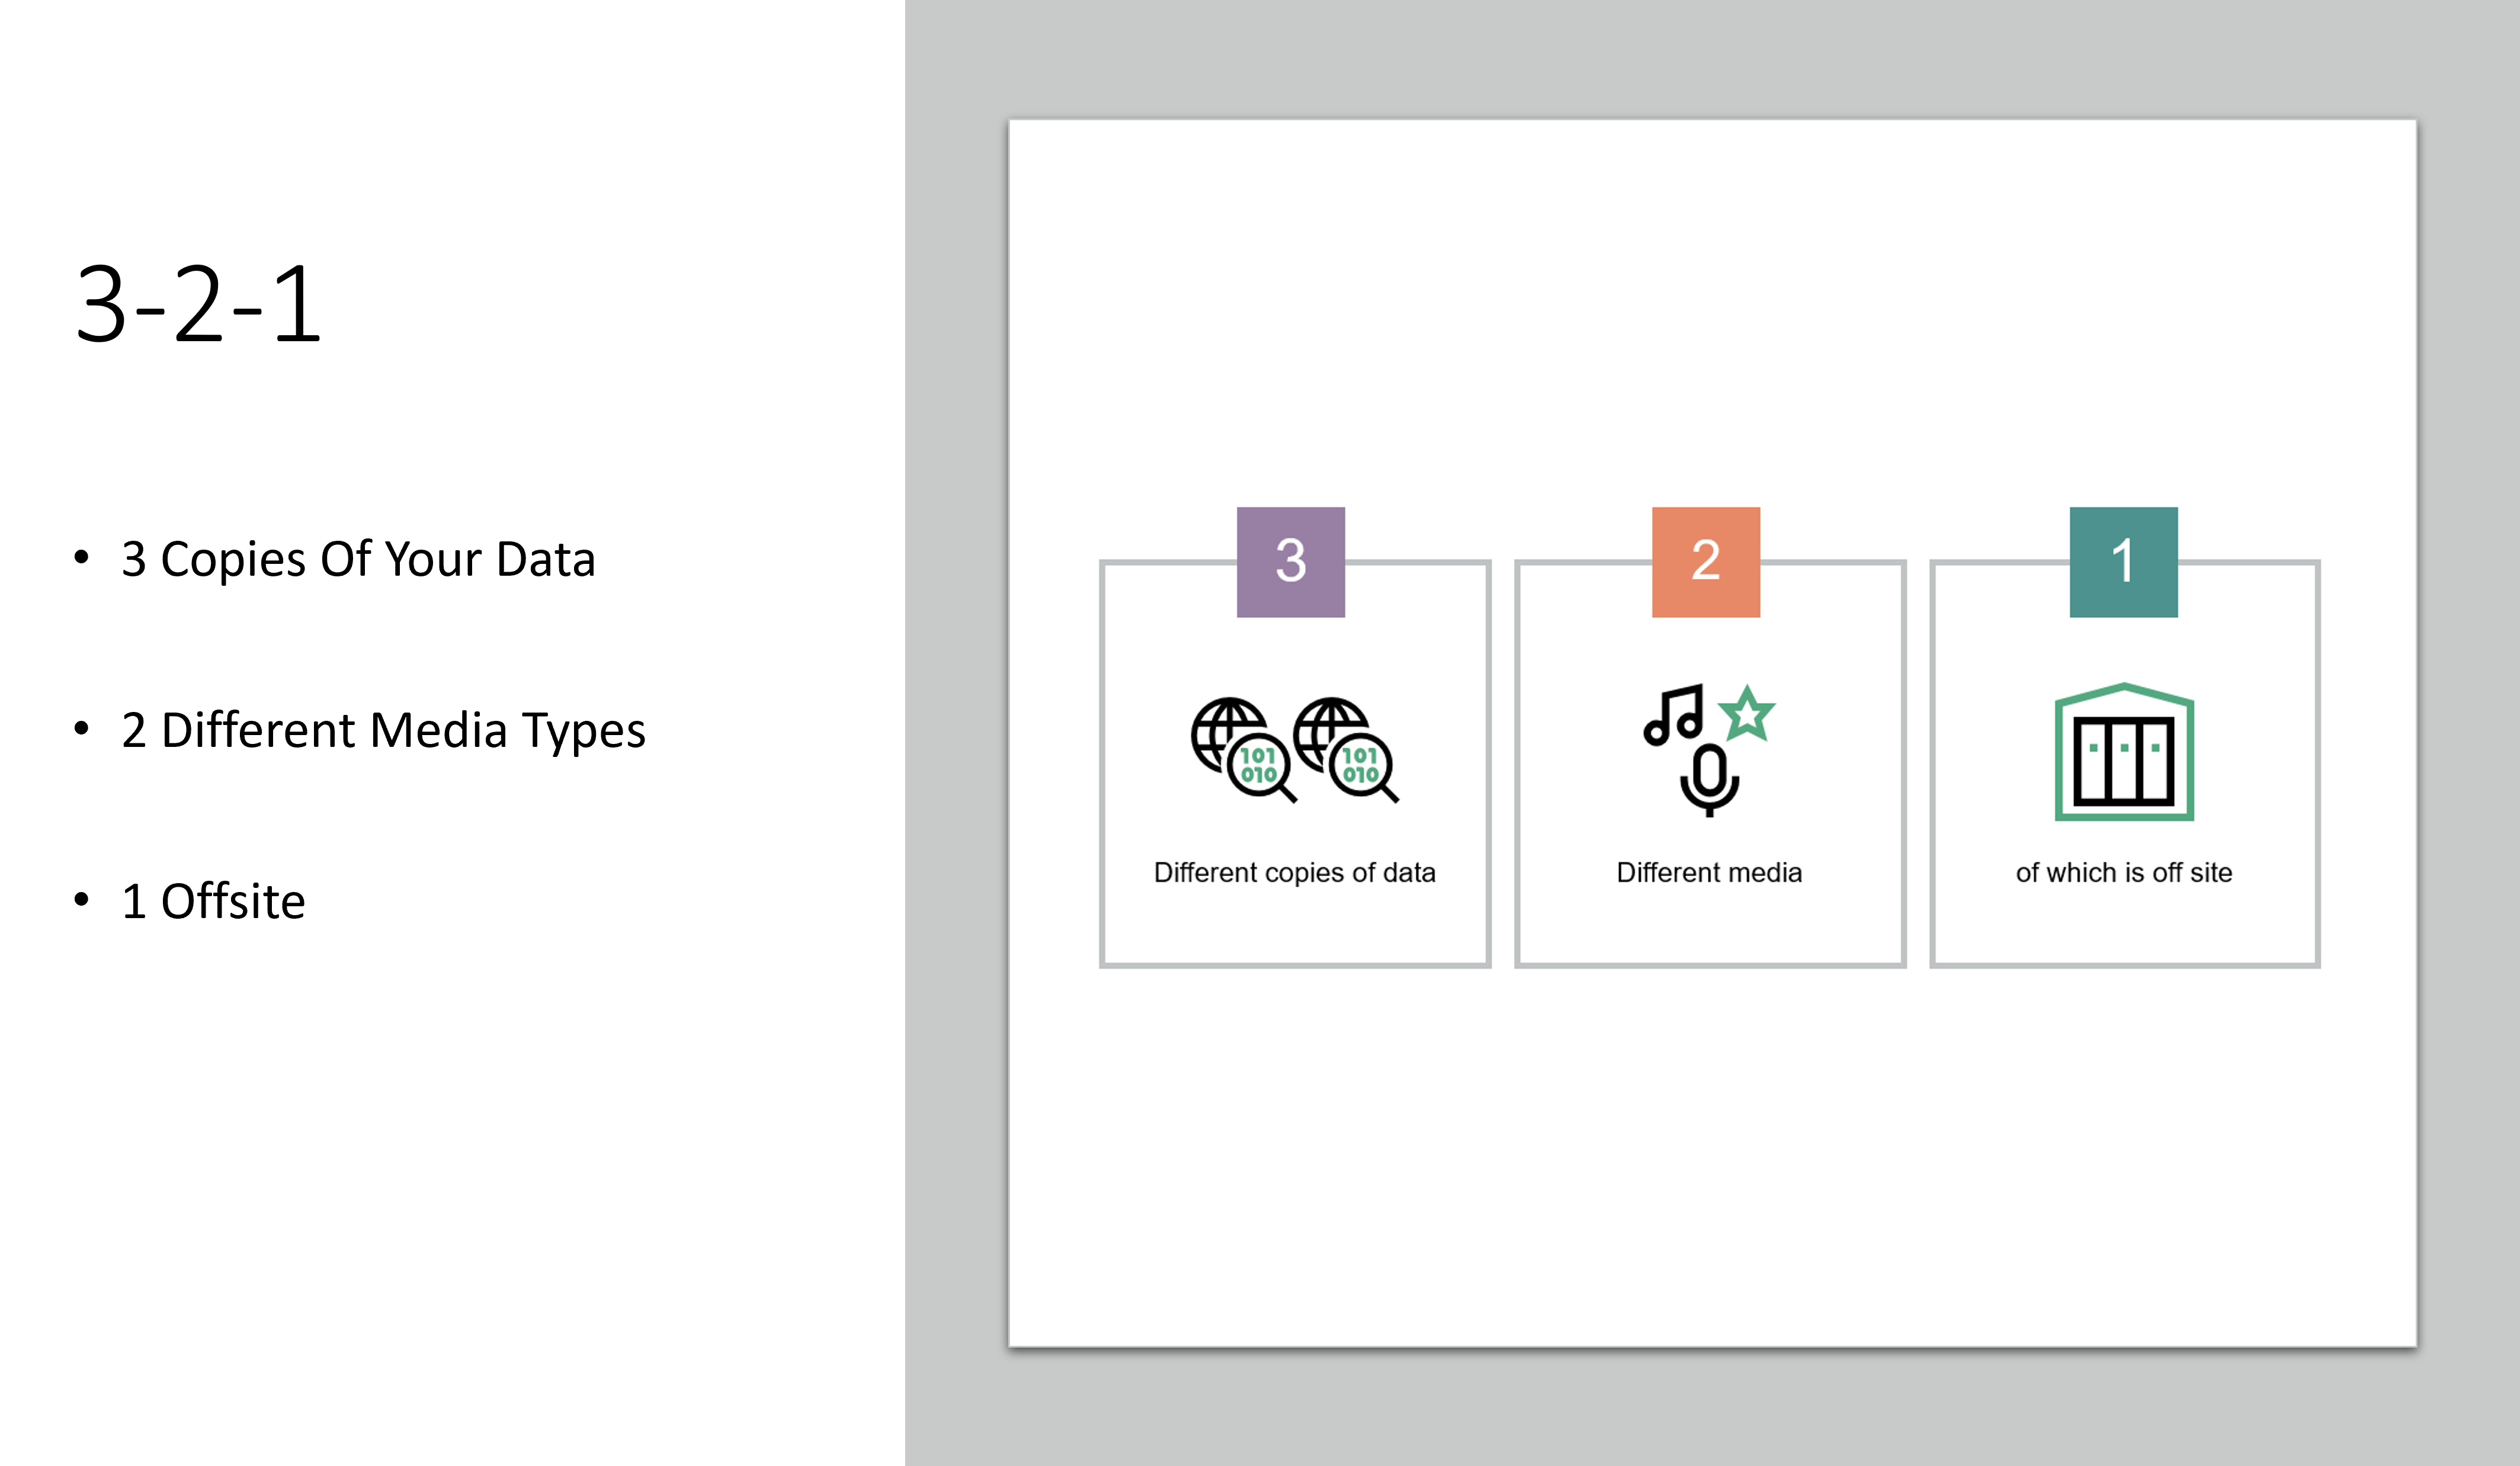 3-2-1
• 3 Copies Of Your Data
• 2 Different Media Types
• 1 Offsite
3
101
010
101
010
Different copies of data
2
Different media
1
of which is off site